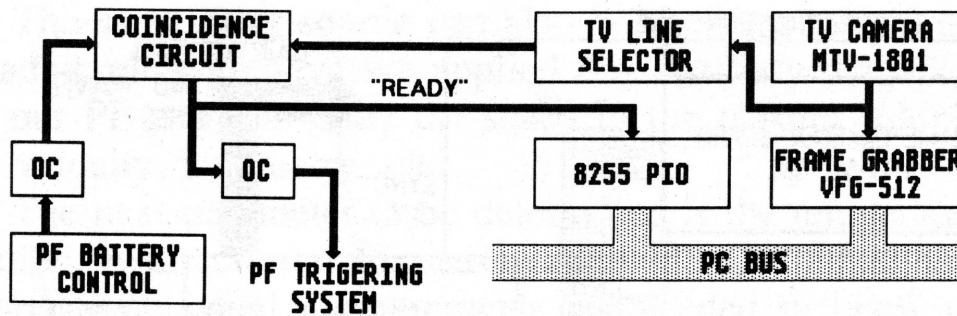 COINCIDENCE
CIRCUIT
TV LINE
SELECTOR
TV CAMERA
MTV-1801
"READY"
OC
OC
8255 PIO
FRAME GRABBER
VFG-512
PF BATTERY
CONTROL
PF TRIGERING
SYSTEM
PC BUS